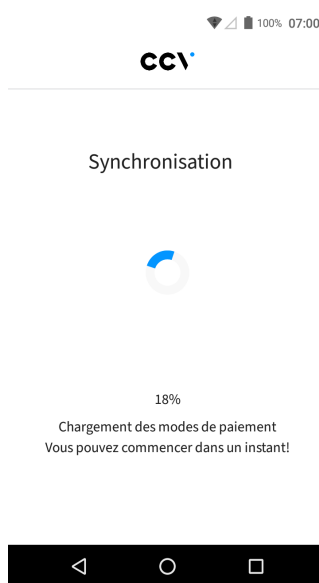 100% 07:00
CCV
Synchronisation
18%
Chargement des modes de paiement
Vous pouvez commencer dans un instant!